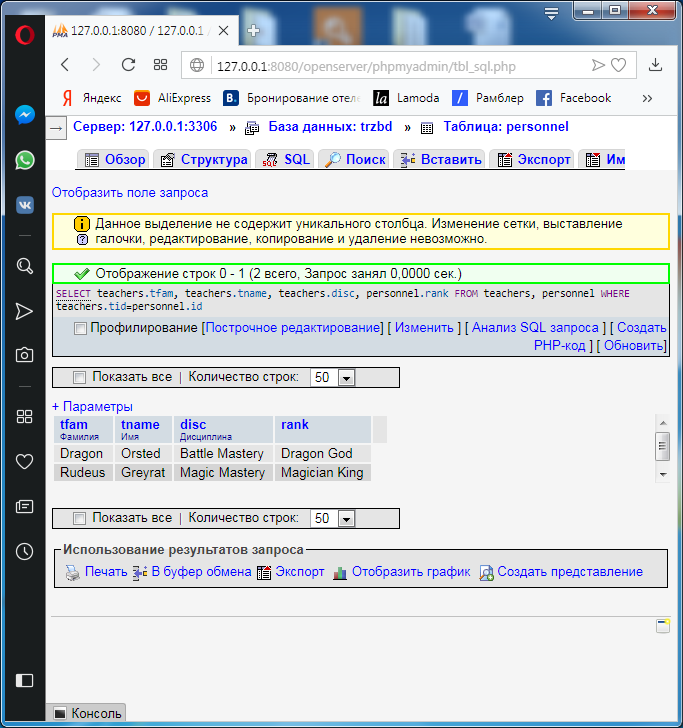 127.0.0.1:8080 / 127.0.0.1 /
127.0.0.1:8080/openserver/phpmyadmin/tbl_sql.php
Яндекс AliExpress Бронирование отеле Lamoda Рамблер Facebook »
Сервер: 127.0.0.1:3306 » База данных: trzbd » Таблица: personnel
Обзор Структура SQL Поиск Вставить Экспорт Им
Отобразить поле запроса
Данное выделение не содержит уникального столбца. Изменение сетки, выставление
галочки, редактирование, копирование и удаление невозможно.
Отображение строк 0 - 1 (2 всего, Запрос занял 0,0000 сек.)
SELECT teachers.tfam, teachers.tname, teachers.disc, personnel.rank FROM teachers, personnel WHERE
teachers.tid=personnel.id
Профилирование [Построчное редактирование] [ Изменить ] [ Анализ SQL запроса ] [ Создать
PHP-код ] [ Обновить]
Показать все | Количество строк: 50
+ Параметры
tfam tname disc rank
Фамилия Имя Дисциплина
Dragon Orsted Battle Mastery Dragon God
Rudeus Greyrat Magic Mastery Magician King
Показать все | Количество строк: 50
Использование результатов запроса
Печать В буфер обмена Экспорт Отобразить график Создать представление
Консоль